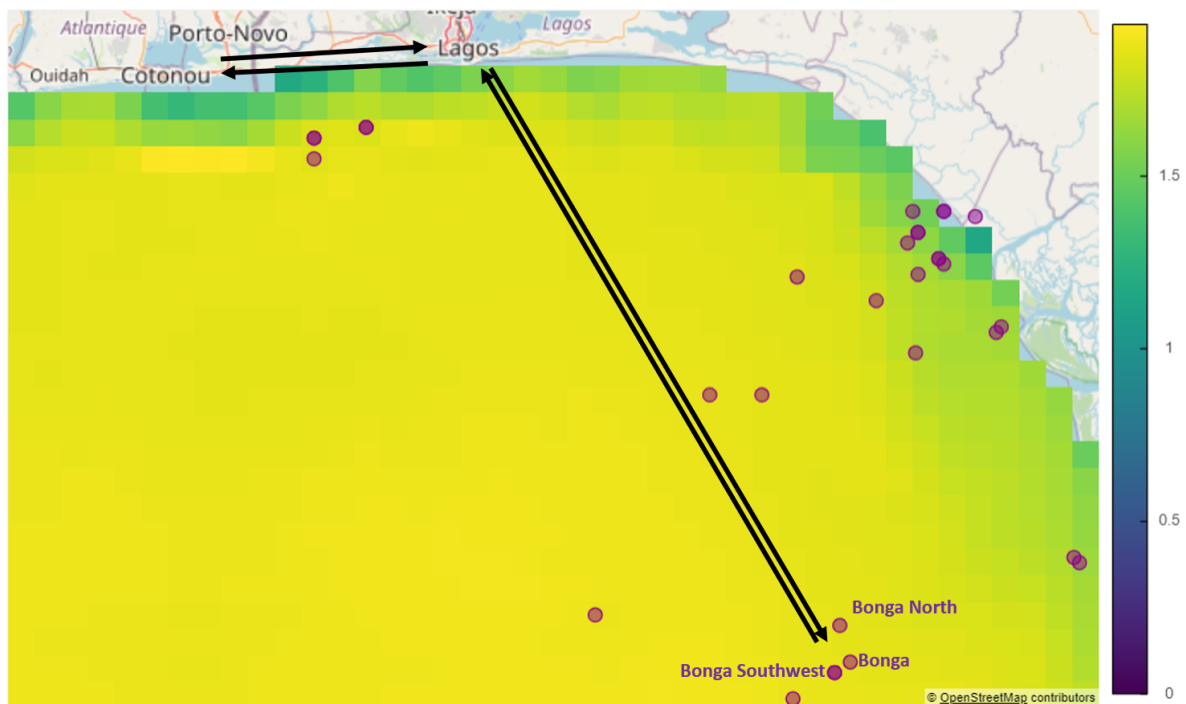 Atlantique
Porto-Novo
Lagos
Lagos
Ouidah
Cotonou
1.5
1
0.5
0
Bonga North
Bonga
Bonga Southwest
© OpenStreetMap contributors